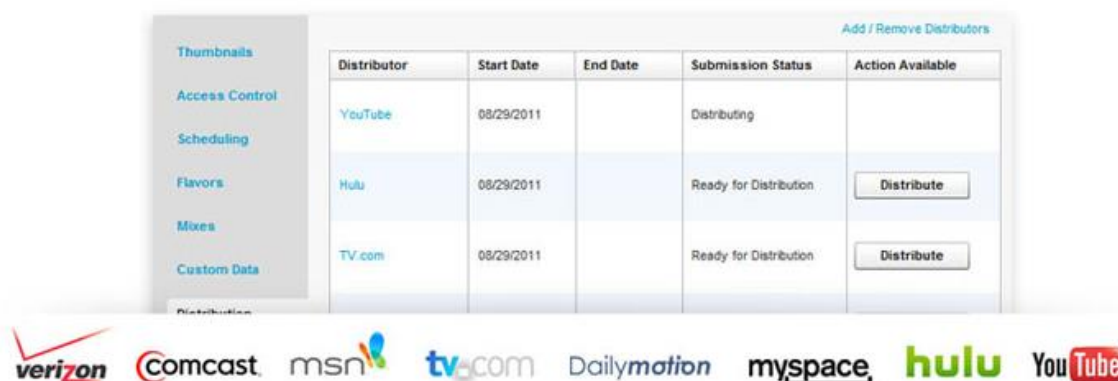 Add / Remove Distributors
Thumbnails
Access Control
Scheduling
Flavors
Mixes
Custom Data
Distribution
Distributor Start Date End Date Submission Status Action Available
YouTube 08/29/2011 Distributing
Hulu 08/29/2011 Ready for Distribution Distribute
TV.com 08/29/2011 Ready for Distribution Distribute
verizon comcast. msn tv.com Dailymotion myspace. hulu YouTube